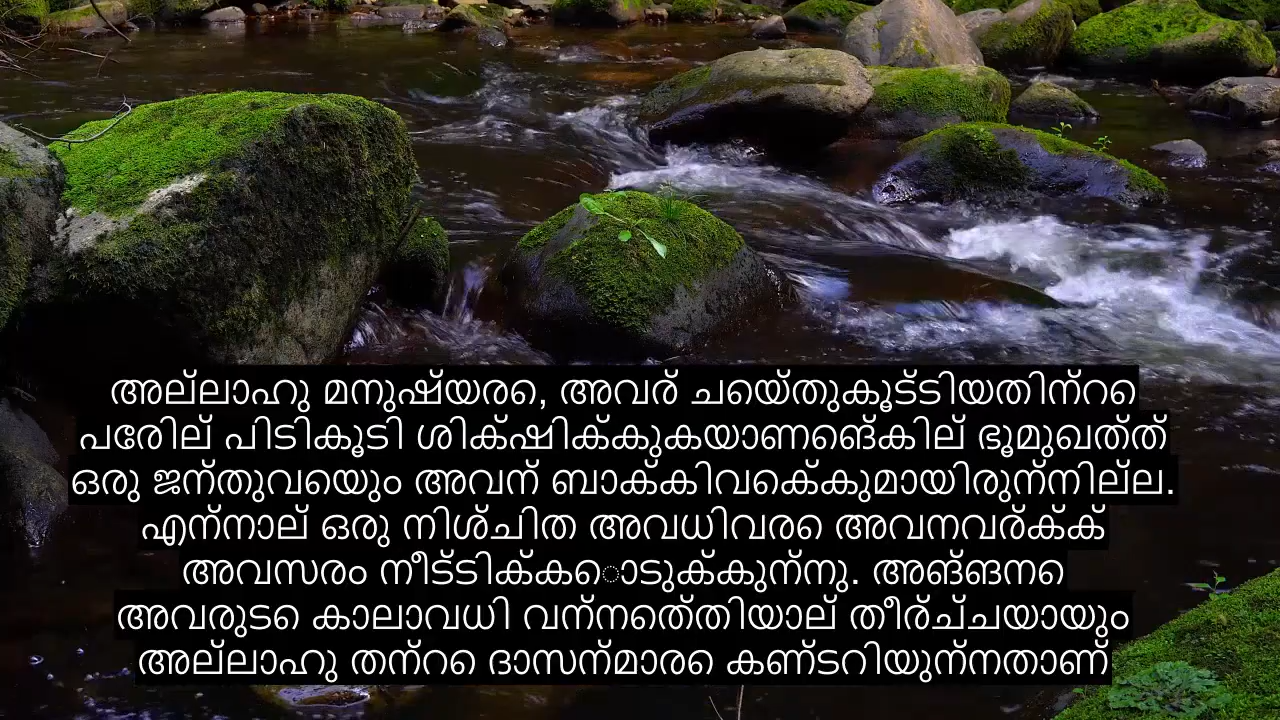 അല്ലാഹു മനുഷ്യരെ, അവര് ചെയ്തുകൂട്ടിയതിന്റെ
പേരില് പിടികൂടി ശിക്ഷിക്കുകയാണെങ്കില് ഭൂമുഖത്ത്
ഒരു ജന്തുവെയും അവന് ബാക്കിവെക്കുമായിരുന്നില്ല.
എന്നാല് ഒരു നിശ്ചിത അവധിവരെ അവനവര്ക്ക്
അവസരം നീട്ടിക്കൊടുക്കുന്നു. അങ്ങനെ
അവരുടെ കാലാവധി വന്നെത്തിയാല് തീര്ച്ചയായും
അല്ലാഹു തന്റെ ദാസന്മാരെ കണ്ടറിയുന്നതാണ്